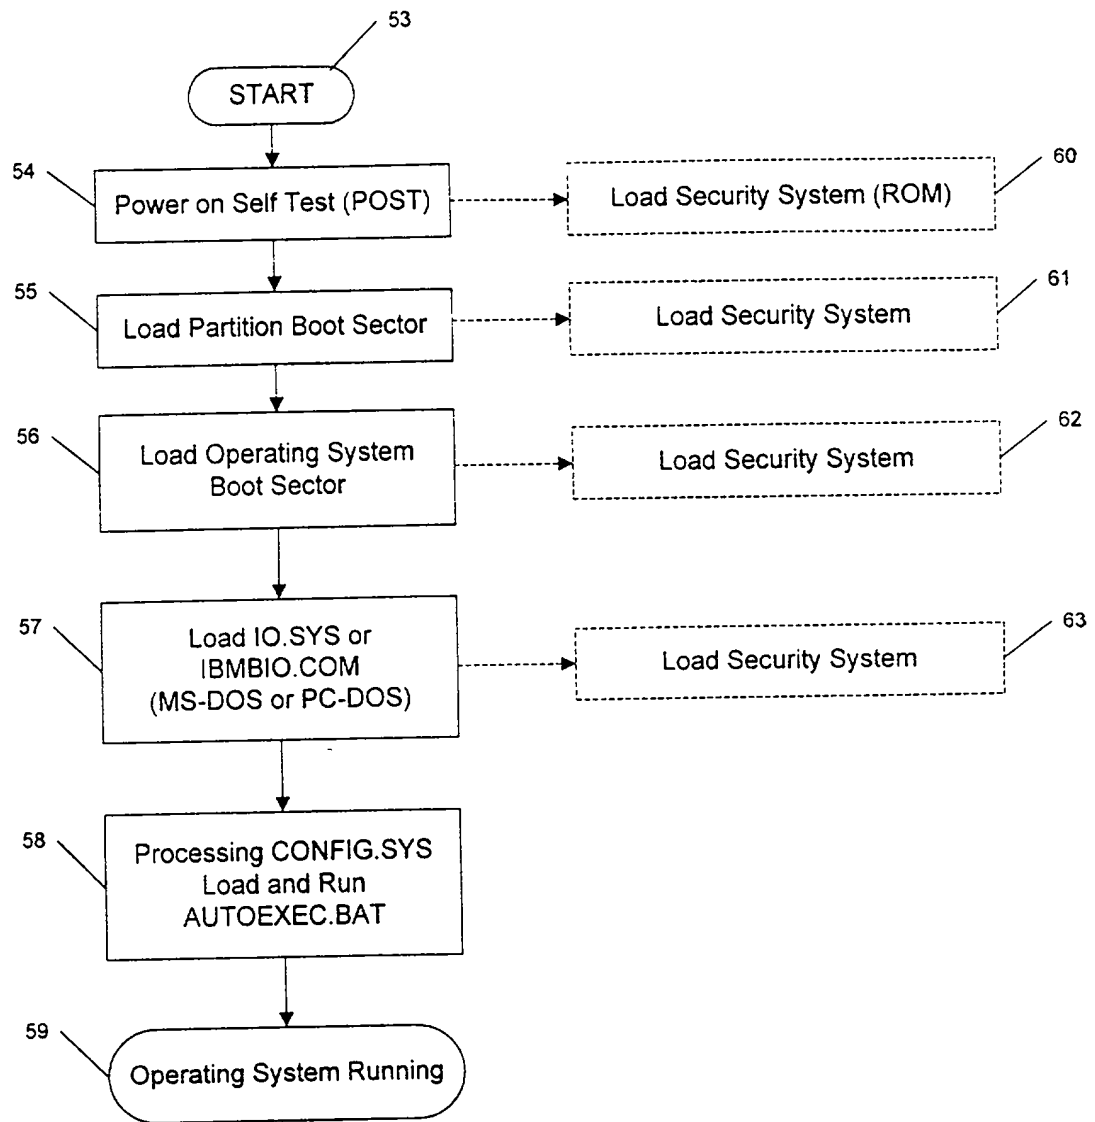 53
START
54
Power on Self Test (POST)
60
Load Security System (ROM)
55
Load Partition Boot Sector
61
Load Security System
56
Load Operating System
Boot Sector
62
Load Security System
57
Load IO.SYS or
IBMBIO.COM
(MS-DOS or PC-DOS)
63
Load Security System
58
Processing CONFIG.SYS
Load and Run
AUTOEXEC.BAT
59
Operating System Running